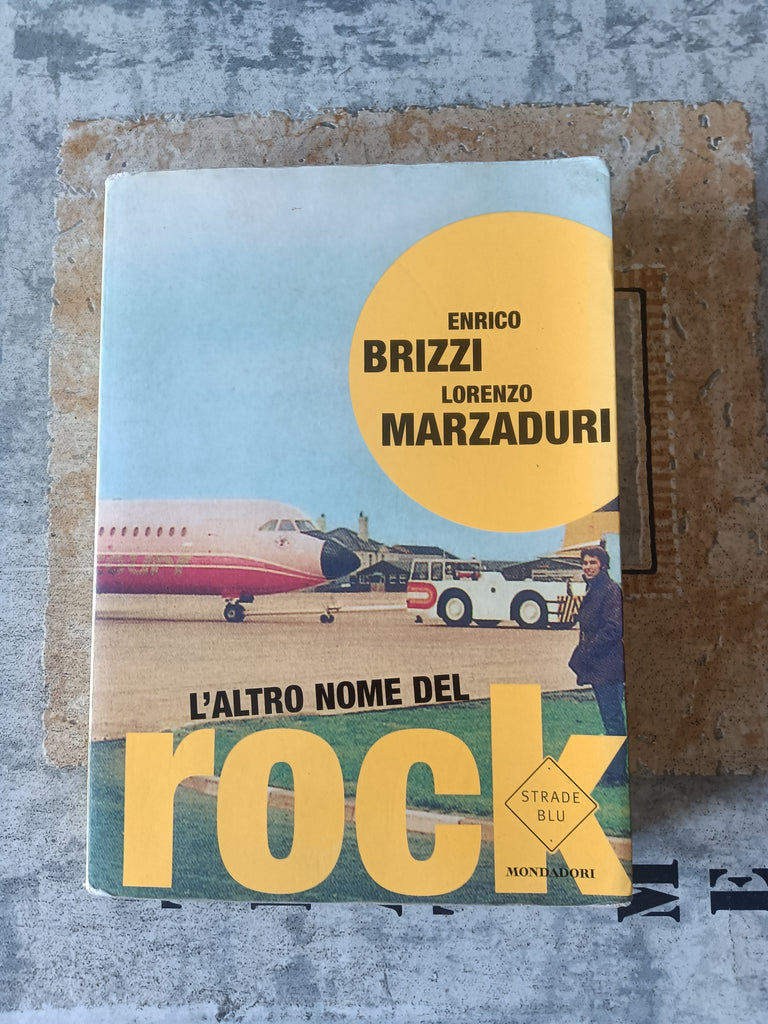 ENRICO
BRIZZI
LORENZO
MARZADURI
L'ALTRO NOME DEL
rock
STRADE
BLU
MONDADORI